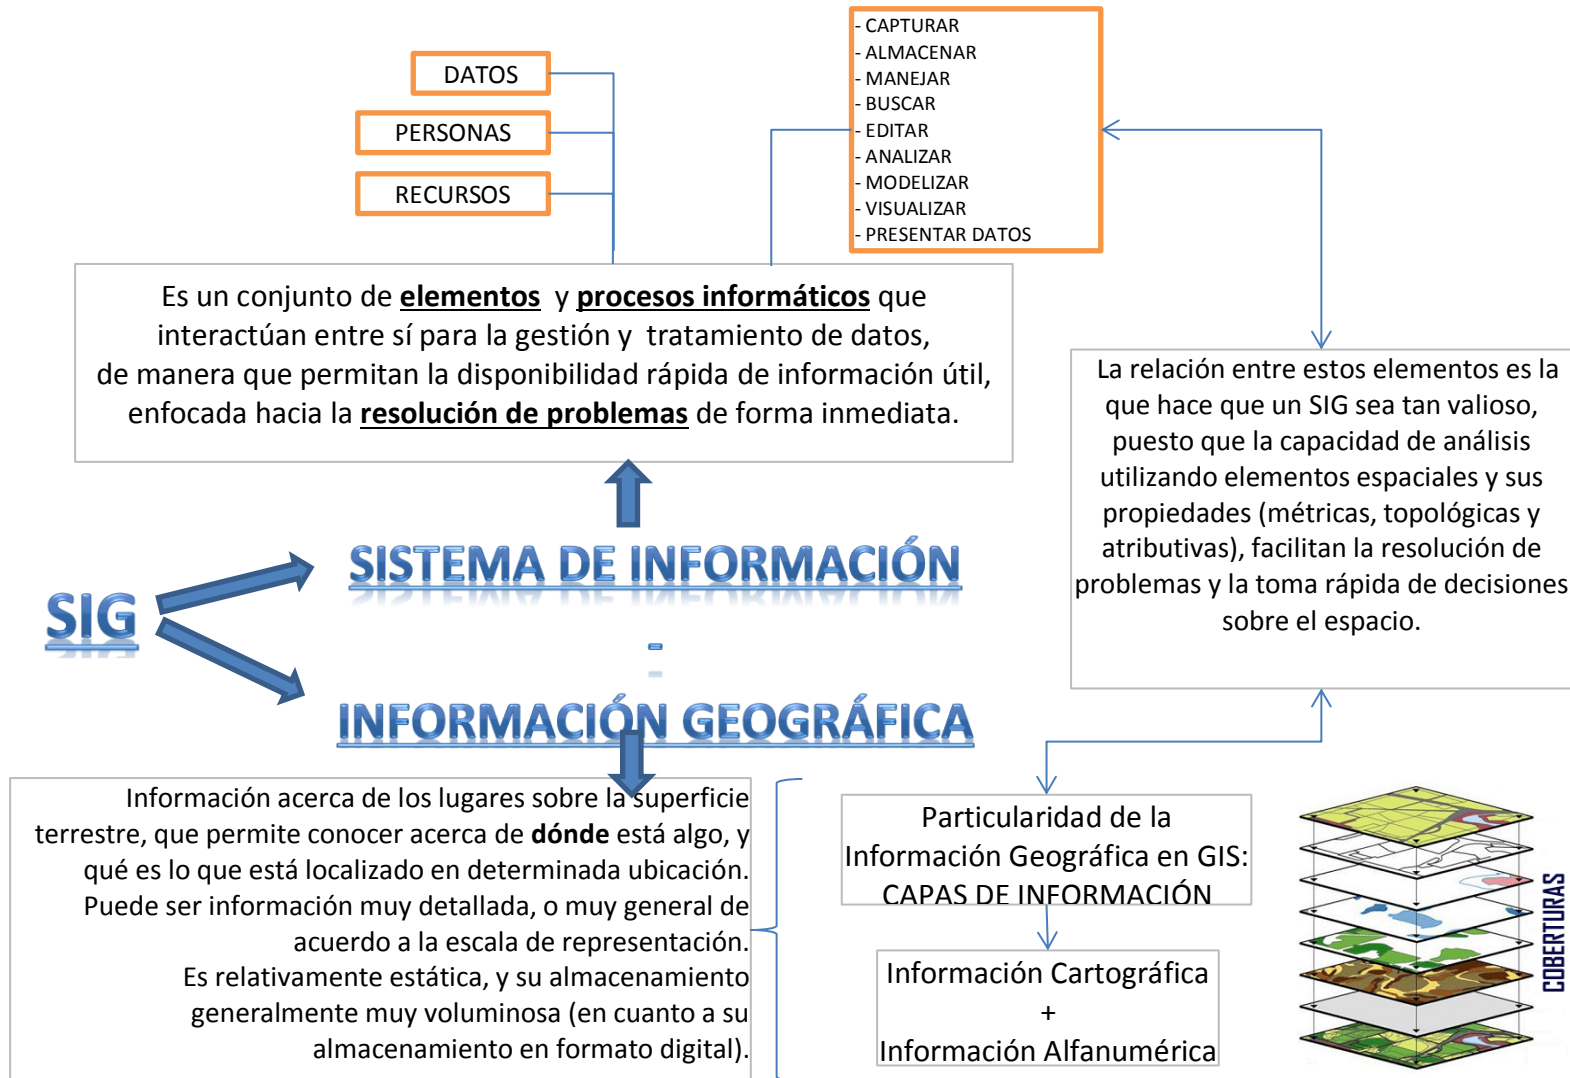 DATOS
PERSONAS
RECURSOS
- CAPTURAR
- ALMACENAR
- MANEJAR
- BUSCAR
- EDITAR
- ANALIZAR
- MODELIZAR
- VISUALIZAR
- PRESENTAR DATOS
Es un conjunto de elementos y procesos informáticos que
interactúan entre sí para la gestión y tratamiento de datos,
de manera que permitan la disponibilidad rápida de información útil,
enfocada hacia la resolución de problemas de forma inmediata.
La relación entre estos elementos es la
que hace que un SIG sea tan valioso,
puesto que la capacidad de análisis
utilizando elementos espaciales y sus
propiedades (métricas, topológicas y
atributivas), facilitan la resolución de
problemas y la toma rápida de decisiones
sobre el espacio.
SIG
SISTEMA DE INFORMACIÓN
-
INFORMACIÓN GEOGRÁFICA
Información acerca de los lugares sobre la superficie
terrestre, que permite conocer acerca de dónde está algo, y
qué es lo que está localizado en determinada ubicación.
Puede ser información muy detallada, o muy general de
acuerdo a la escala de representación.
Es relativamente estática, y su almacenamiento
generalmente muy voluminosa (en cuanto a su
almacenamiento en formato digital).
Particularidad de la
Información Geográfica en GIS:
CAPAS DE INFORMACIÓN
Información Cartográfica
+
Información Alfanumérica
COBERTURAS